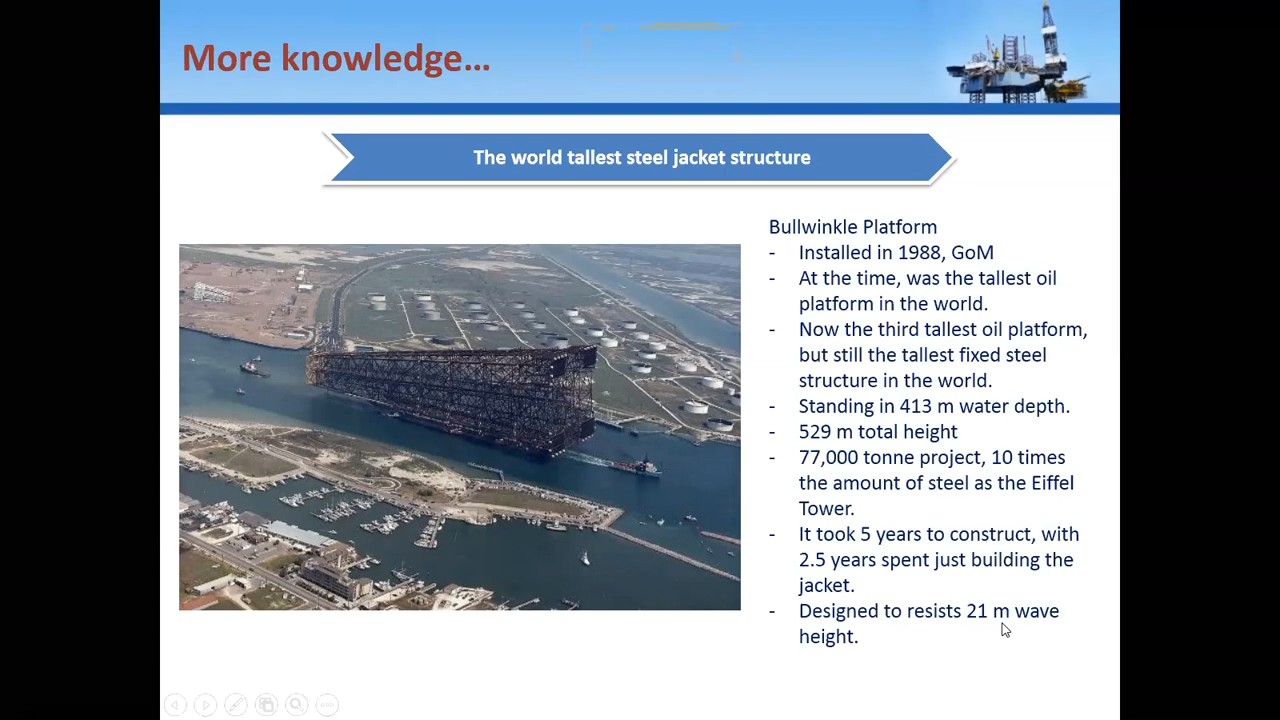 More knowledge...
The world tallest steel jacket structure
Bullwinkle Platform
- Installed in 1988, GoM
- At the time, was the tallest oil
platform in the world.
- Now the third tallest oil platform,
but still the tallest fixed steel
structure in the world.
- Standing in 413 m water depth.
- 529 m total height
- 77,000 tonne project, 10 times
the amount of steel as the Eiffel
Tower.
- It took 5 years to construct, with
2.5 years spent just building the
jacket.
- Designed to resists 21 m wave
height.